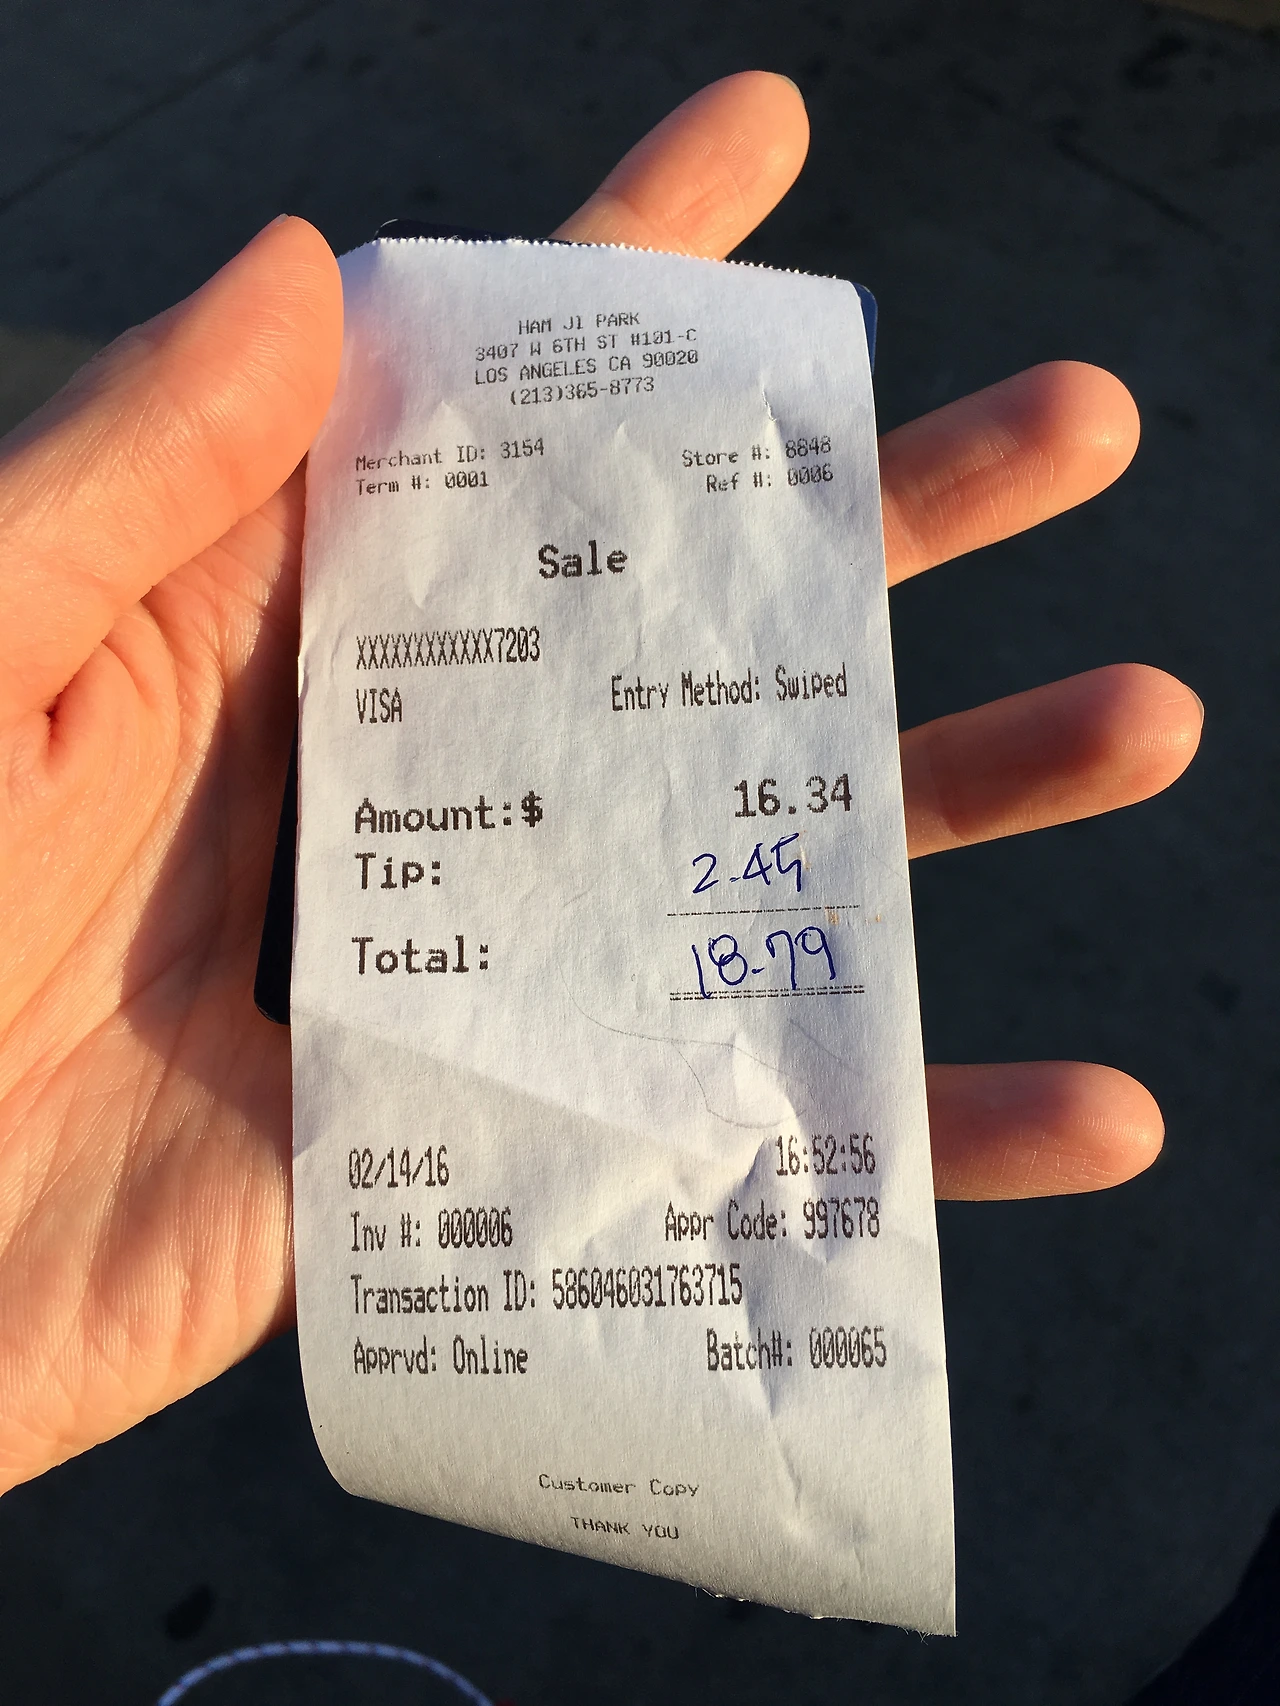 HAM JI PARK
3407 W 6TH ST #101-C
LOS ANGELES CA 90020
(213)365-8773
Merchant ID: 3154 Store #: 8848
Term #: 0001 Ref #: 0006
Sale
XXXXXXXXXXXX7203
VISA Entry Method: Swiped
Amount:$ 16.34
Tip: 2.45
Total: 18.79
02/14/16 16:52:56
Inv #: 000006 Appr Code: 997678
Transaction ID: 586046031763715
Apprvd: Online Batch#: 000065
Customer Copy
THANK YOU